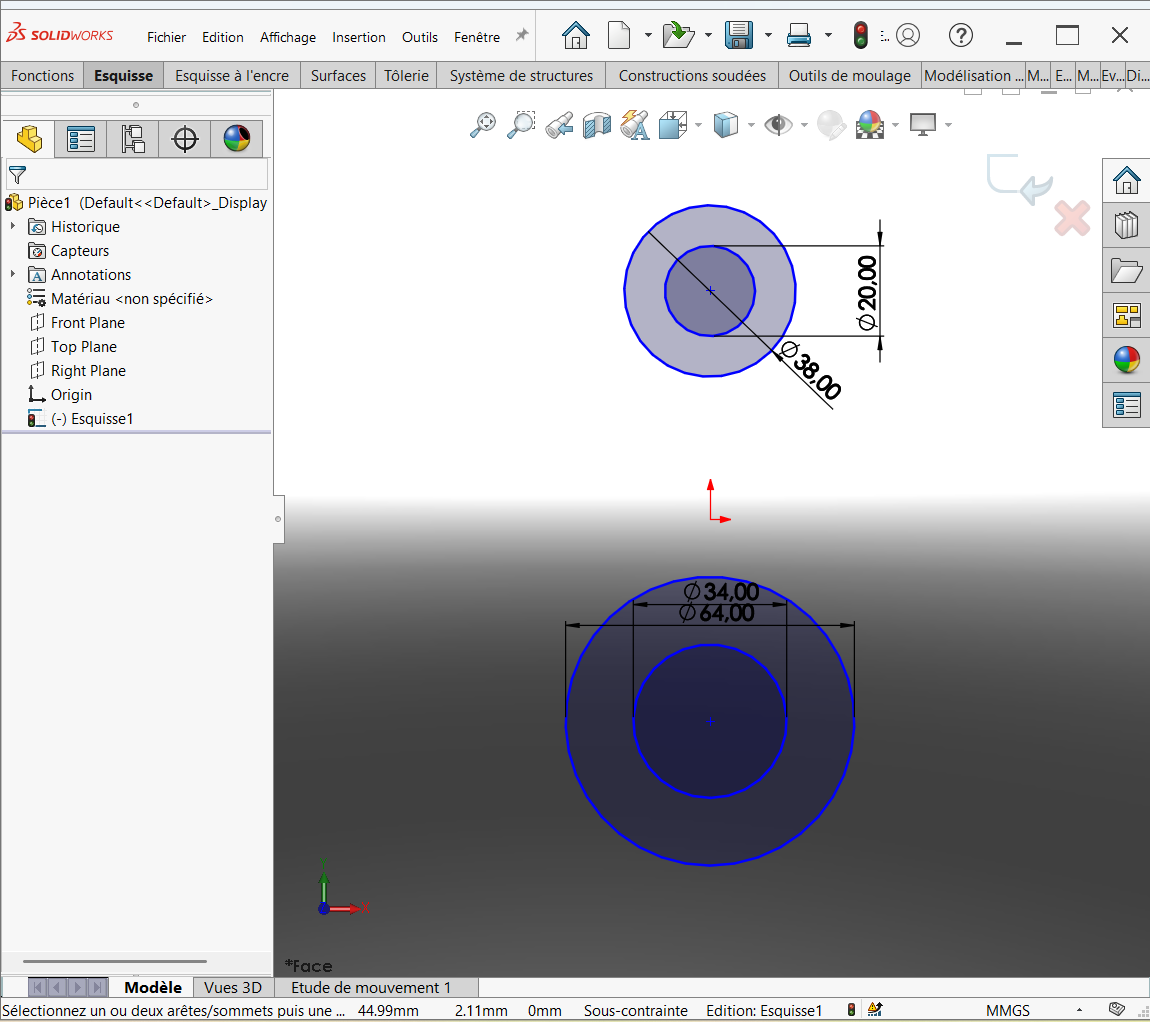 SOLIDWORKS Fichier Edition Affichage Insertion Outils Fenêtre
Fonctions Esquisse Esquisse à l'encre Surfaces Tôlerie Système de structures Constructions soudées Outils de moulage Modélisation ... M... E... M... Ev... Di...
Pièce1 (Default<<Default>_Display
Historique
Capteurs
Annotations
Matériau <non spécifié>
Front Plane
Top Plane
Right Plane
Origin
(-) Esquisse1
∅20,00
∅38,00
∅34,00
∅64,00
*Face
Modèle Vues 3D Etude de mouvement 1
Sélectionnez un ou deux arêtes/sommets puis une ... 44.99mm 2.11mm 0mm Sous-contrainte Edition: Esquisse1 MMGS